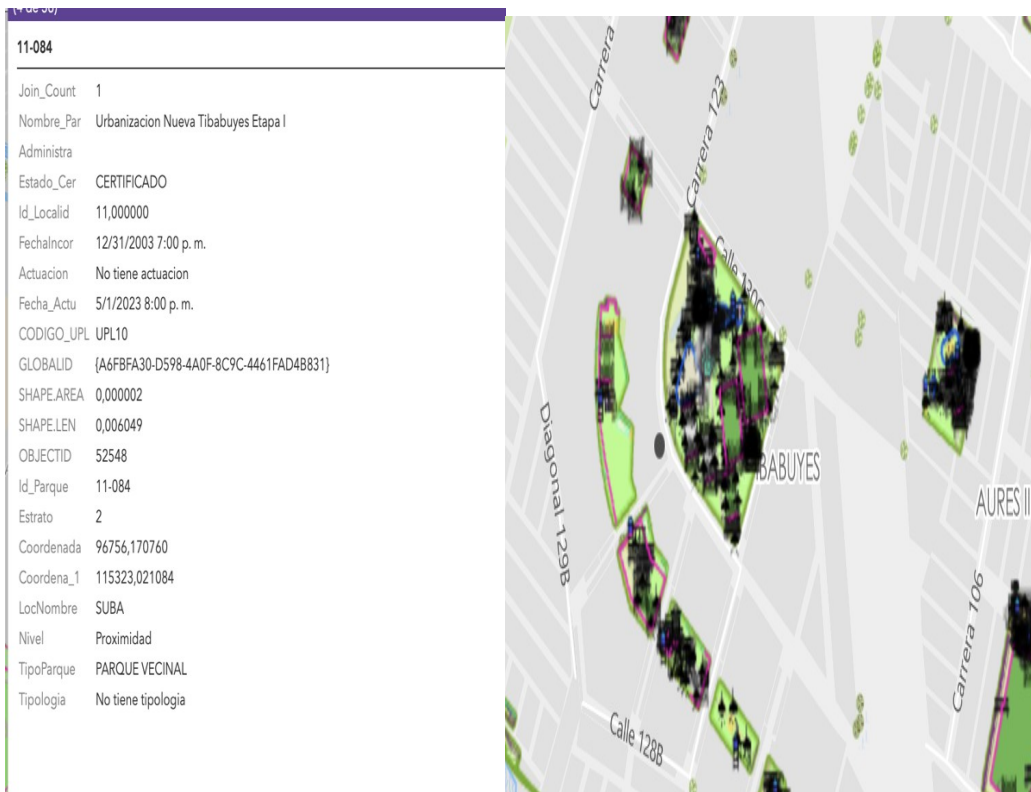 (4 de 50)
11-084
Join_Count 1
Nombre_Par Urbanizacion Nueva Tibabuyes Etapa I
Administra
Estado_Cer CERTIFICADO
Id_Localid 11,000000
FechaIncor 12/31/2003 7:00 p. m.
Actuacion No tiene actuacion
Fecha_Actu 5/1/2023 8:00 p. m.
CODIGO_UPL UPL10
GLOBALID {A6FBFA30-D598-4A0F-8C9C-4461FAD4B831}
SHAPE.AREA 0,000002
SHAPE.LEN 0,006049
OBJECTID 52548
Id_Parque 11-084
Estrato 2
Coordenada 96756,170760
Coordena_1 115323,021084
LocNombre SUBA
Nivel Proximidad
TipoParque PARQUE VECINAL
Tipologia No tiene tipologia
Carrera
Carrera 123
Calle 130C
Diagonal 129B
BABUYES
AURES II
Carrera 106
Calle 128B